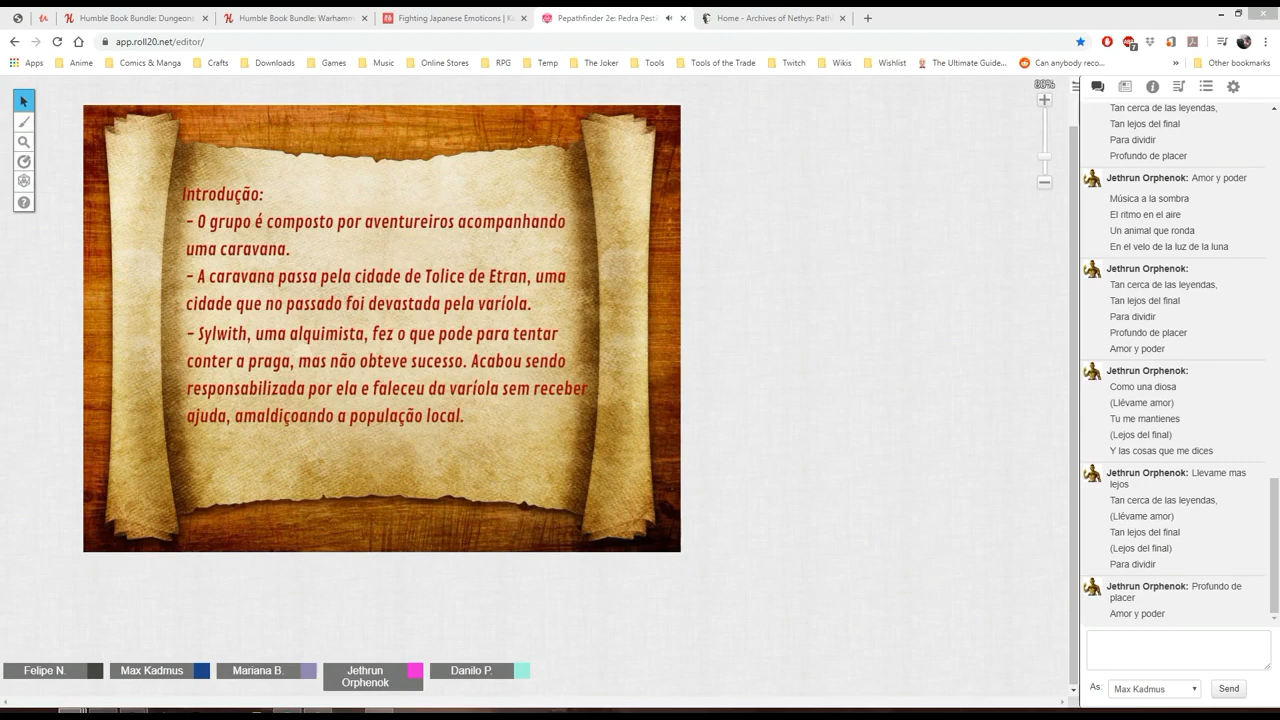 Humble Book Bundle: Dungeons
Humble Book Bundle: Warhamm
Fighting Japanese Emoticons | Ka
Pepathfinder 2e: Pedra Pesti
Home - Archives of Nethys: Path
app.roll20.net/editor/
Apps
Anime
Comics & Manga
Crafts
Downloads
Games
Music
Online Stores
RPG
Temp
The Joker
Tools
Tools of the Trade
Twitch
Wikis
Wishlist
The Ultimate Guide...
Can anybody reco...
»
Other bookmarks
80%
Introdução:
- O grupo é composto por aventureiros acompanhando
uma caravana.
- A caravana passa pela cidade de Tolice de Etran, uma
cidade que no passado foi devastada pela varíola.
- Sylwith, uma alquimista, fez o que pode para tentar
conter a praga, mas não obteve sucesso. Acabou sendo
responsabilizada por ela e faleceu da varíola sem receber
ajuda, amaldiçoando a população local.
Tan cerca de las leyendas,
Tan lejos del final
Para dividir
Profundo de placer
Jethrun Orphenok: Amor y poder
Música a la sombra
El ritmo en el aire
Un animal que ronda
En el velo de la luz de la luna
Jethrun Orphenok:
Tan cerca de las leyendas,
Tan lejos del final
Para dividir
Profundo de placer
Amor y poder
Jethrun Orphenok:
Como una diosa
(Llévame amor)
Tu me mantienes
(Lejos del final)
Y las cosas que me dices
Jethrun Orphenok: Llevame mas
lejos
Tan cerca de las leyendas,
(Llévame amor)
Tan lejos del final
(Lejos del final)
Para dividir
Jethrun Orphenok: Profundo de
placer
Amor y poder
As:
Max Kadmus
Send
Felipe N.
Max Kadmus
Mariana B.
Jethrun
Orphenok
Danilo P.